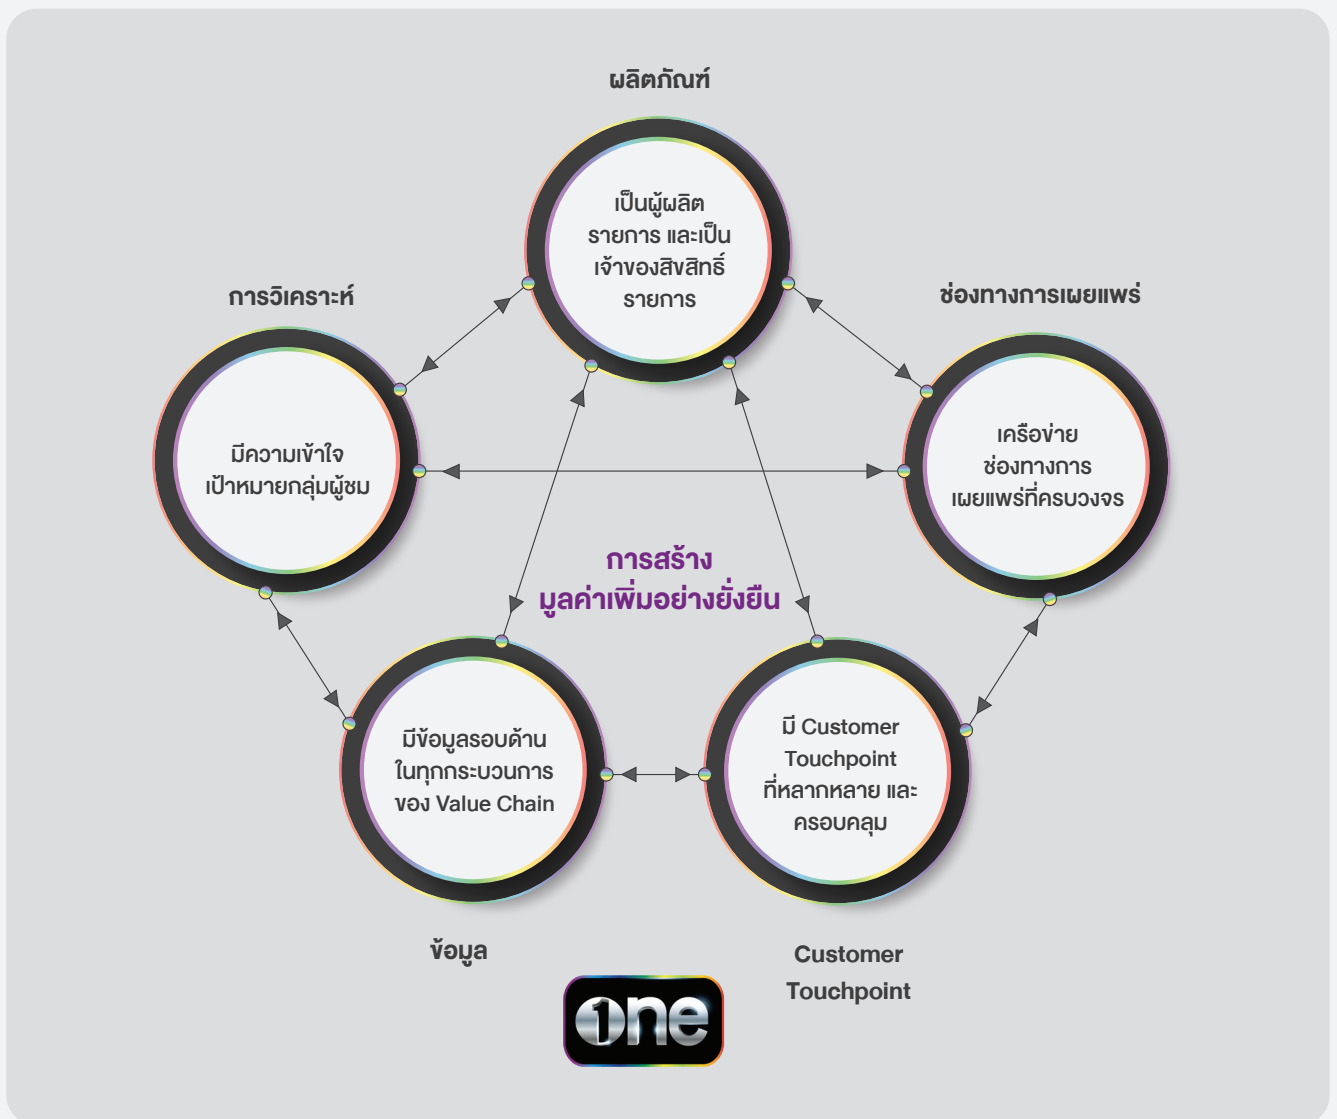 ผลิตภัณฑ์
เป็นผู้ผลิต
รายการ และเป็น
เจ้าของสิขสิทธิ์
รายการ
การวิเคราะห์
มีความเข้าใจ
เป้าหมายกลุ่มผู้ชม
ช่องทางการเผยแพร่
เครือข่าย
ช่องทางการ
เผยแพร่ที่ครบวงจร
การสร้าง
มูลค่าเพิ่มอย่างยั่งยืน
มีข้อมูลรอบด้าน
ในทุกกระบวนการ
ของ Value Chain
ข้อมูล
มี Customer
Touchpoint
ที่หลากหลาย และ
ครอบคลุม
Customer
Touchpoint
one